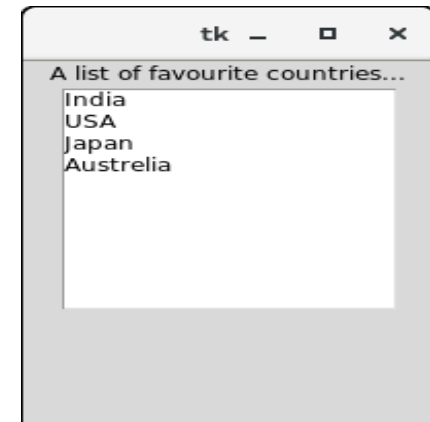 tk
A list of favourite countries...
India
USA
Japan
Austrelia